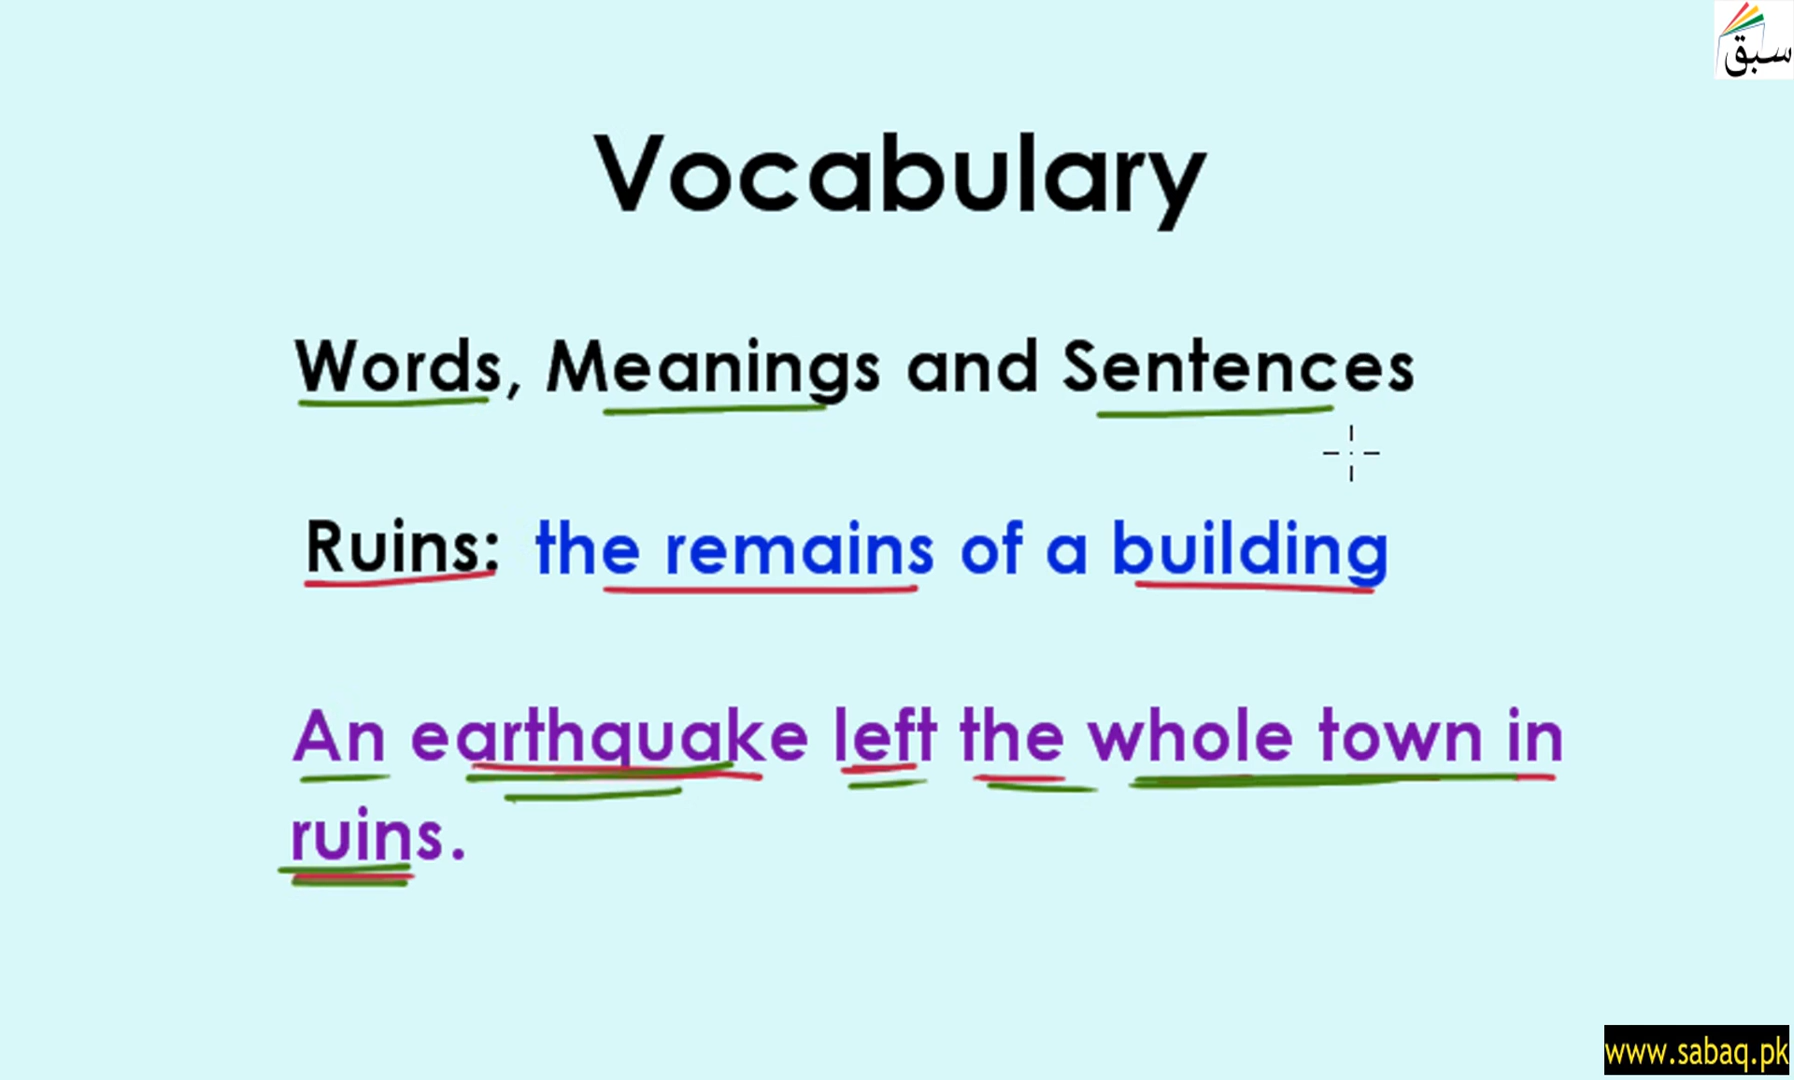 سبق
Vocabulary
Words, Meanings and Sentences
Ruins: the remains of a building
An earthquake left the whole town in
ruins.
www.sabaq.pk